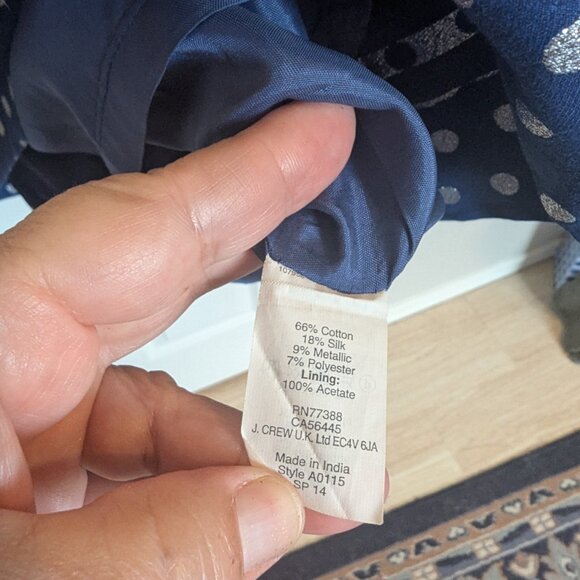 66% Cotton
18% Silk
9% Metallic
7% Polyester
Lining:
100% Acetate
RN77388
CA56445
J. CREW U.K. Ltd EC4V 6JA
Made in India
Style A0115
SP 14